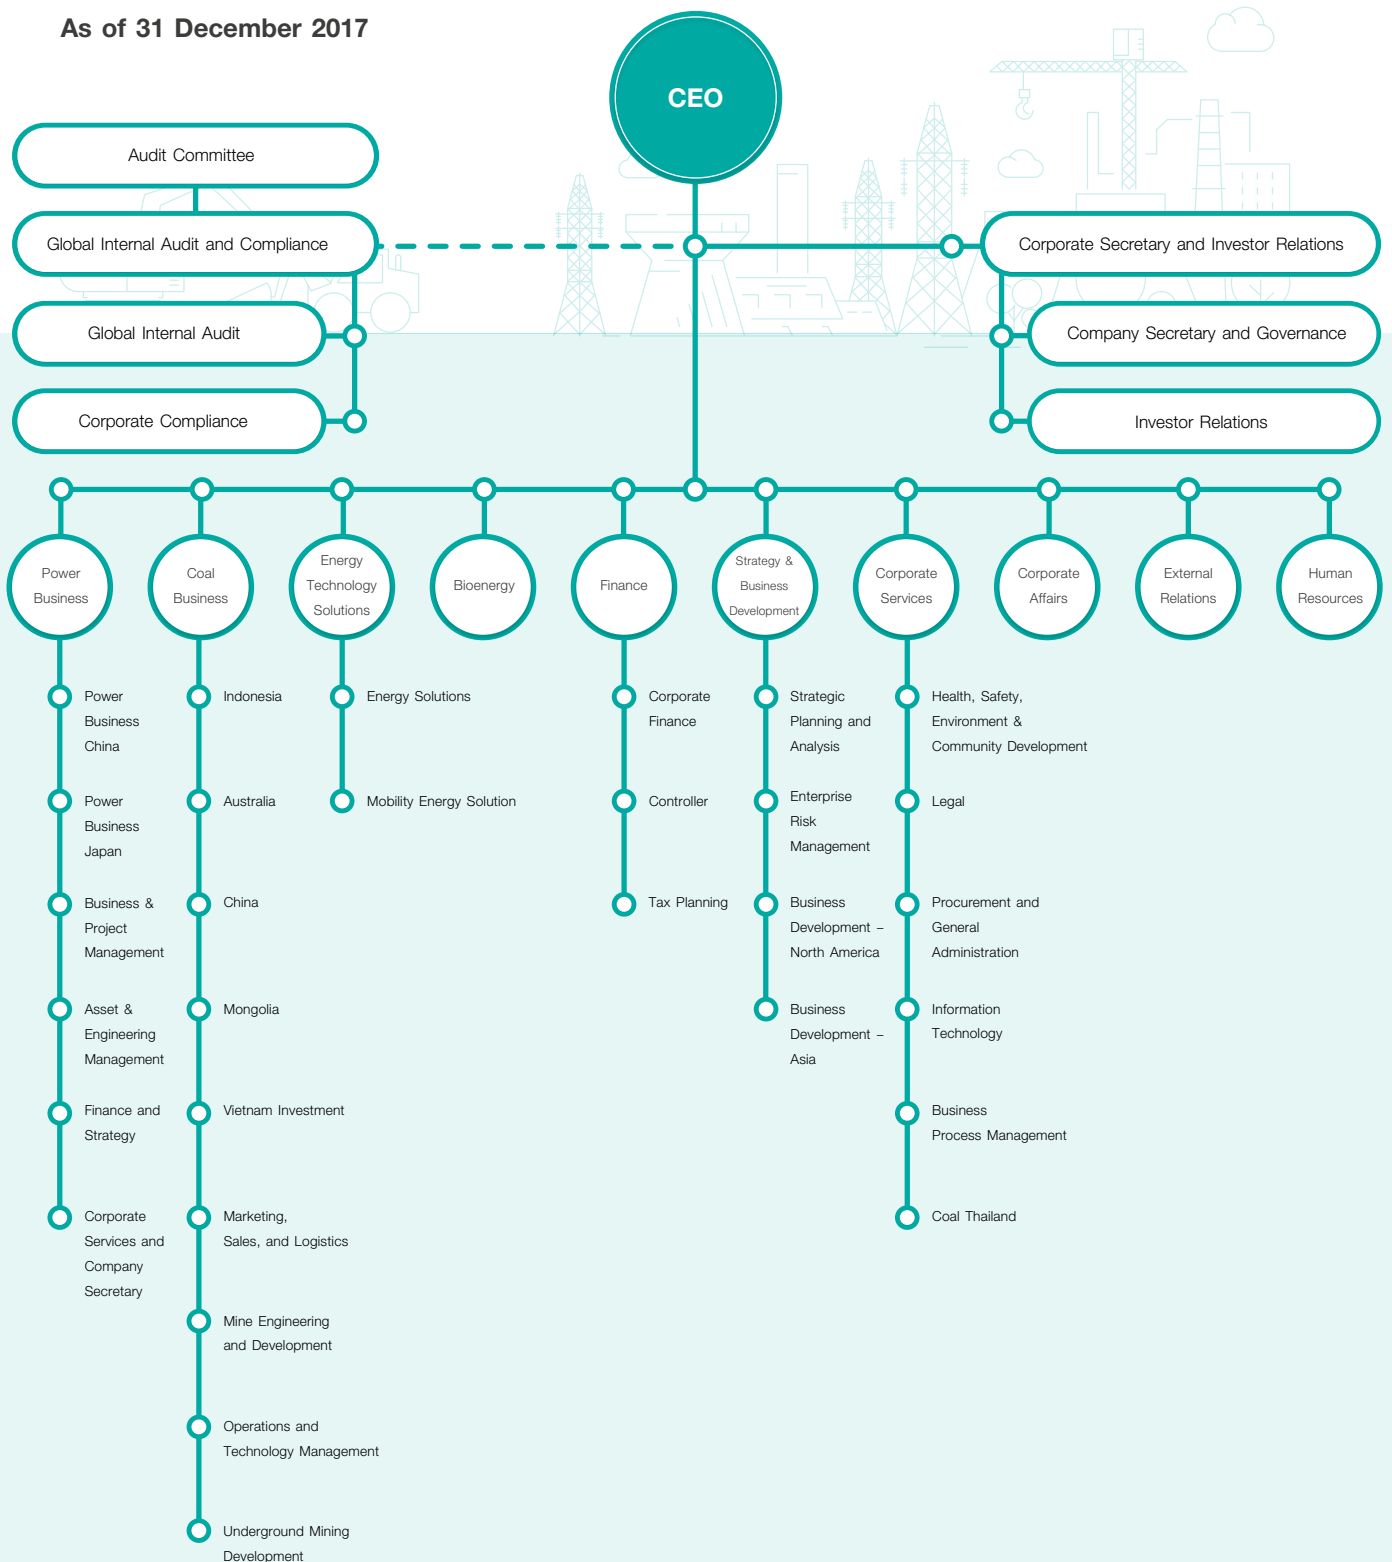 As of 31 December 2017
CEO
Audit Committee
Global Internal Audit and Compliance
Global Internal Audit
Corporate Compliance
Corporate Secretary and Investor Relations
Company Secretary and Governance
Investor Relations
Power
Business
Coal
Business
Energy
Technology
Solutions
Bioenergy
Finance
Strategy &
Business
Development
Corporate
Services
Corporate
Affairs
External
Relations
Human
Resources
Power
Business
China
Power
Business
Japan
Business &
Project
Management
Asset &
Engineering
Management
Finance and
Strategy
Corporate
Services and
Company
Secretary
Indonesia
Australia
China
Mongolia
Vietnam Investment
Marketing,
Sales, and Logistics
Mine Engineering
and Development
Operations and
Technology Management
Underground Mining
Development
Energy Solutions
Mobility Energy Solution
Corporate
Finance
Controller
Tax Planning
Strategic
Planning and
Analysis
Enterprise
Risk
Management
Business
Development –
North America
Business
Development –
Asia
Health, Safety,
Environment &
Community Development
Legal
Procurement and
General
Administration
Information
Technology
Business
Process Management
Coal Thailand